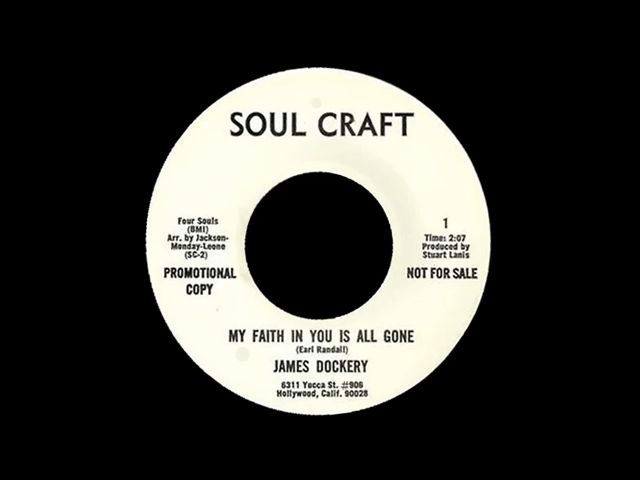 SOUL CRAFT
Four Souls
(BMI)
Arr. by Jackson-
Monday-Leone
(SC-2)
PROMOTIONAL
COPY
1
Time: 2:07
Produced by
Stuart Lanis
NOT FOR SALE
MY FAITH IN YOU IS ALL GONE
(Earl Randall)
JAMES DOCKERY
6311 Yucca St. #906
Hollywood, Calif. 90028